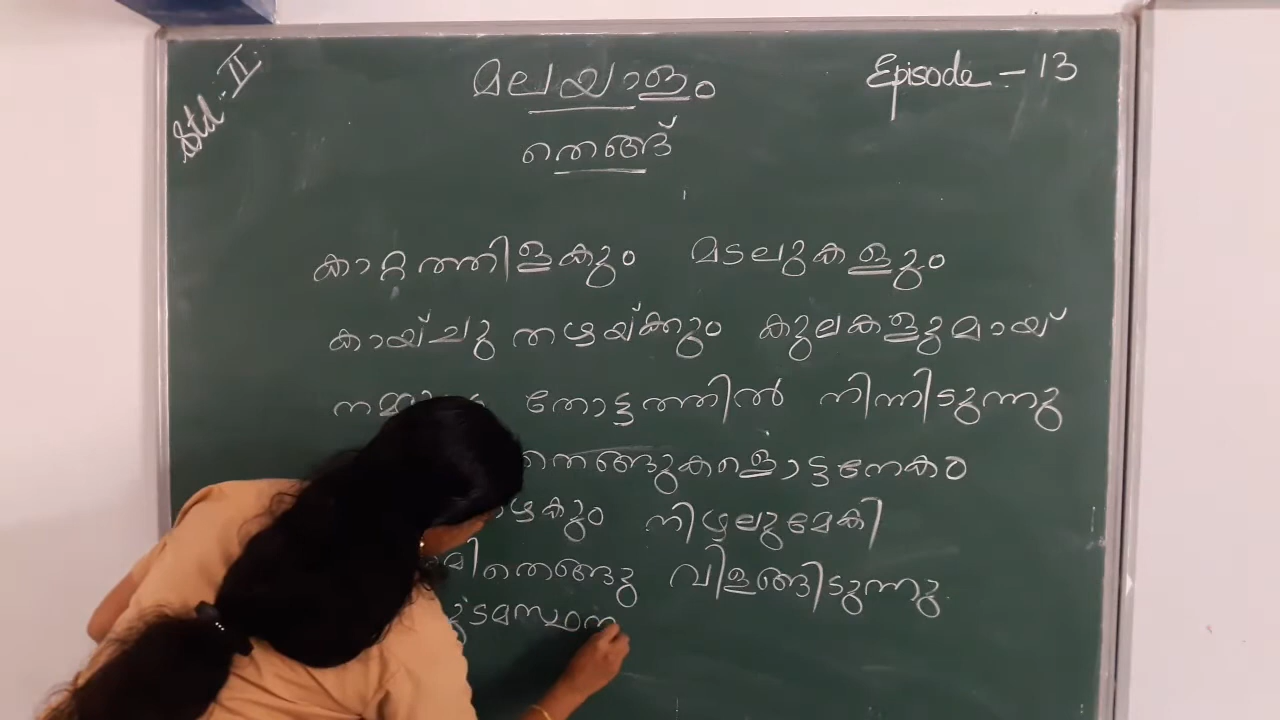 Std - II
മലയാളം
Episode - 13
തെങ്ങ്
കാറ്റത്തിളകും മടലുകളും
കായ്ചു തഴയ്ക്കും കുലകളുമായ്
തോട്ടത്തിൽ നിന്നിടുന്നു
തെങ്ങുകളൊട്ടനേകം
നിഴലുമേകി
തെങ്ങു വിളങ്ങിടുന്നു